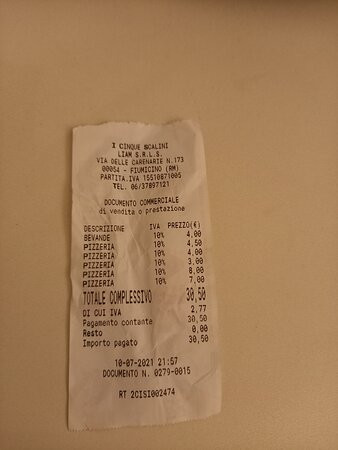 I CINQUE SCALINI
LIAM S.R.L.S.
VIA DELLE CARENARIE N.173
00054 - FIUMICINO (RM)
PARTITA.IVA 15510871005
TEL. 06/37897121
DOCUMENTO COMMERCIALE
di vendita o prestazione
DESCRIZIONE IVA PREZZO(€)
BEVANDE 10% 4,00
PIZZERIA 10% 4,50
PIZZERIA 10% 4,00
PIZZERIA 10% 3,00
PIZZERIA 10% 8,00
PIZZERIA 10% 7,00
TOTALE COMPLESSIVO 30,50
DI CUI IVA 2,77
Pagamento contante 30,50
Resto 0,00
Importo pagato 30,50
10-07-2021 21:57
DOCUMENTO N. 0279-0015
RT 2CISI002474